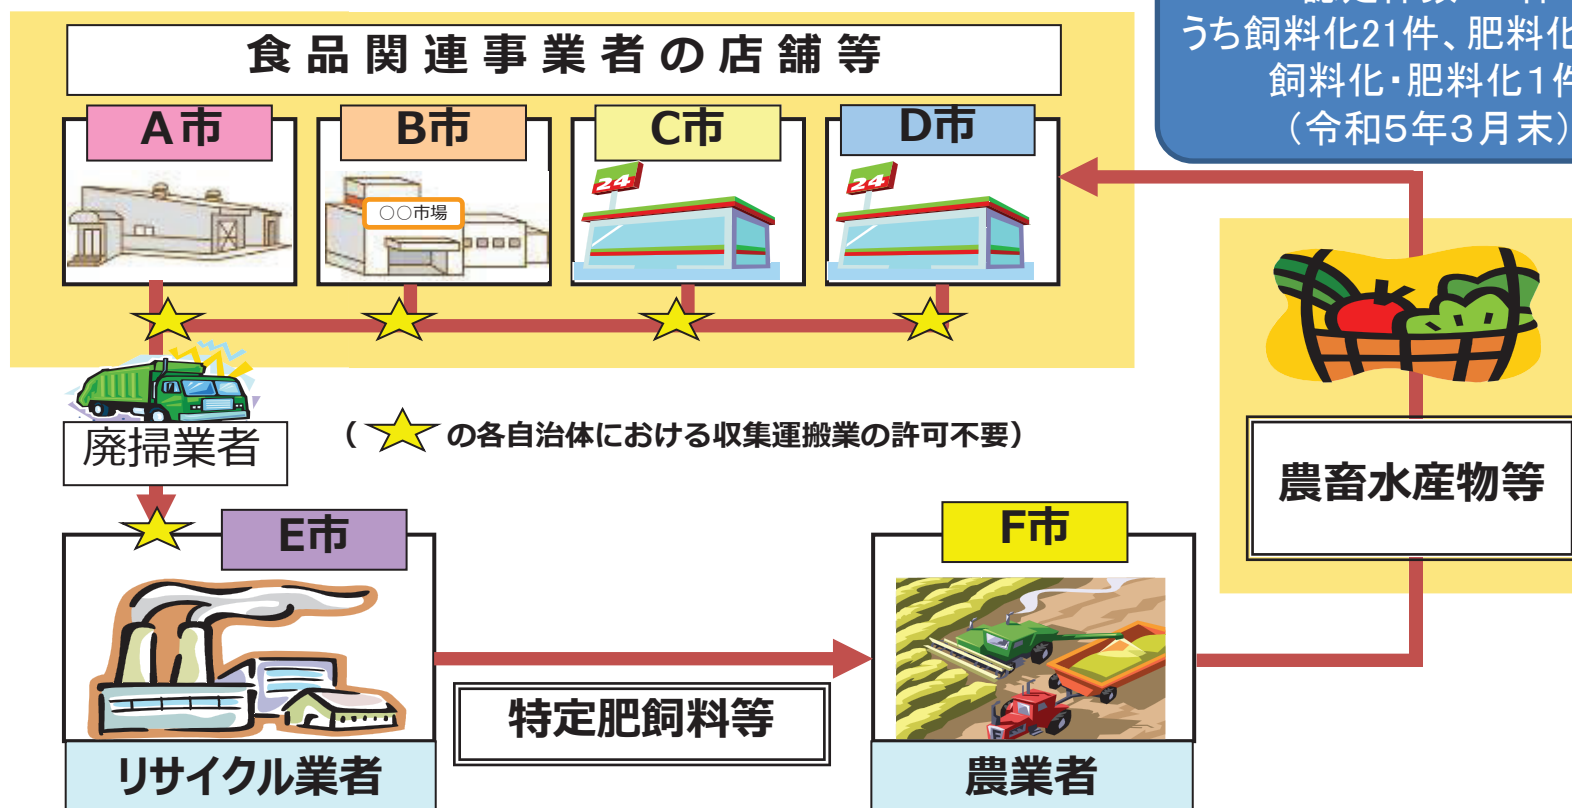 食品関連事業者の店舗等
うち飼料化21件、肥料化
飼料化・肥料化１件
（令和５年３月末）
A市
B市
C市
D市
○○市場
24
24
廃掃業者
（ の各自治体における収集運搬業の許可不要）
農畜水産物等
E市
F市
特定肥飼料等
リサイクル業者
農業者